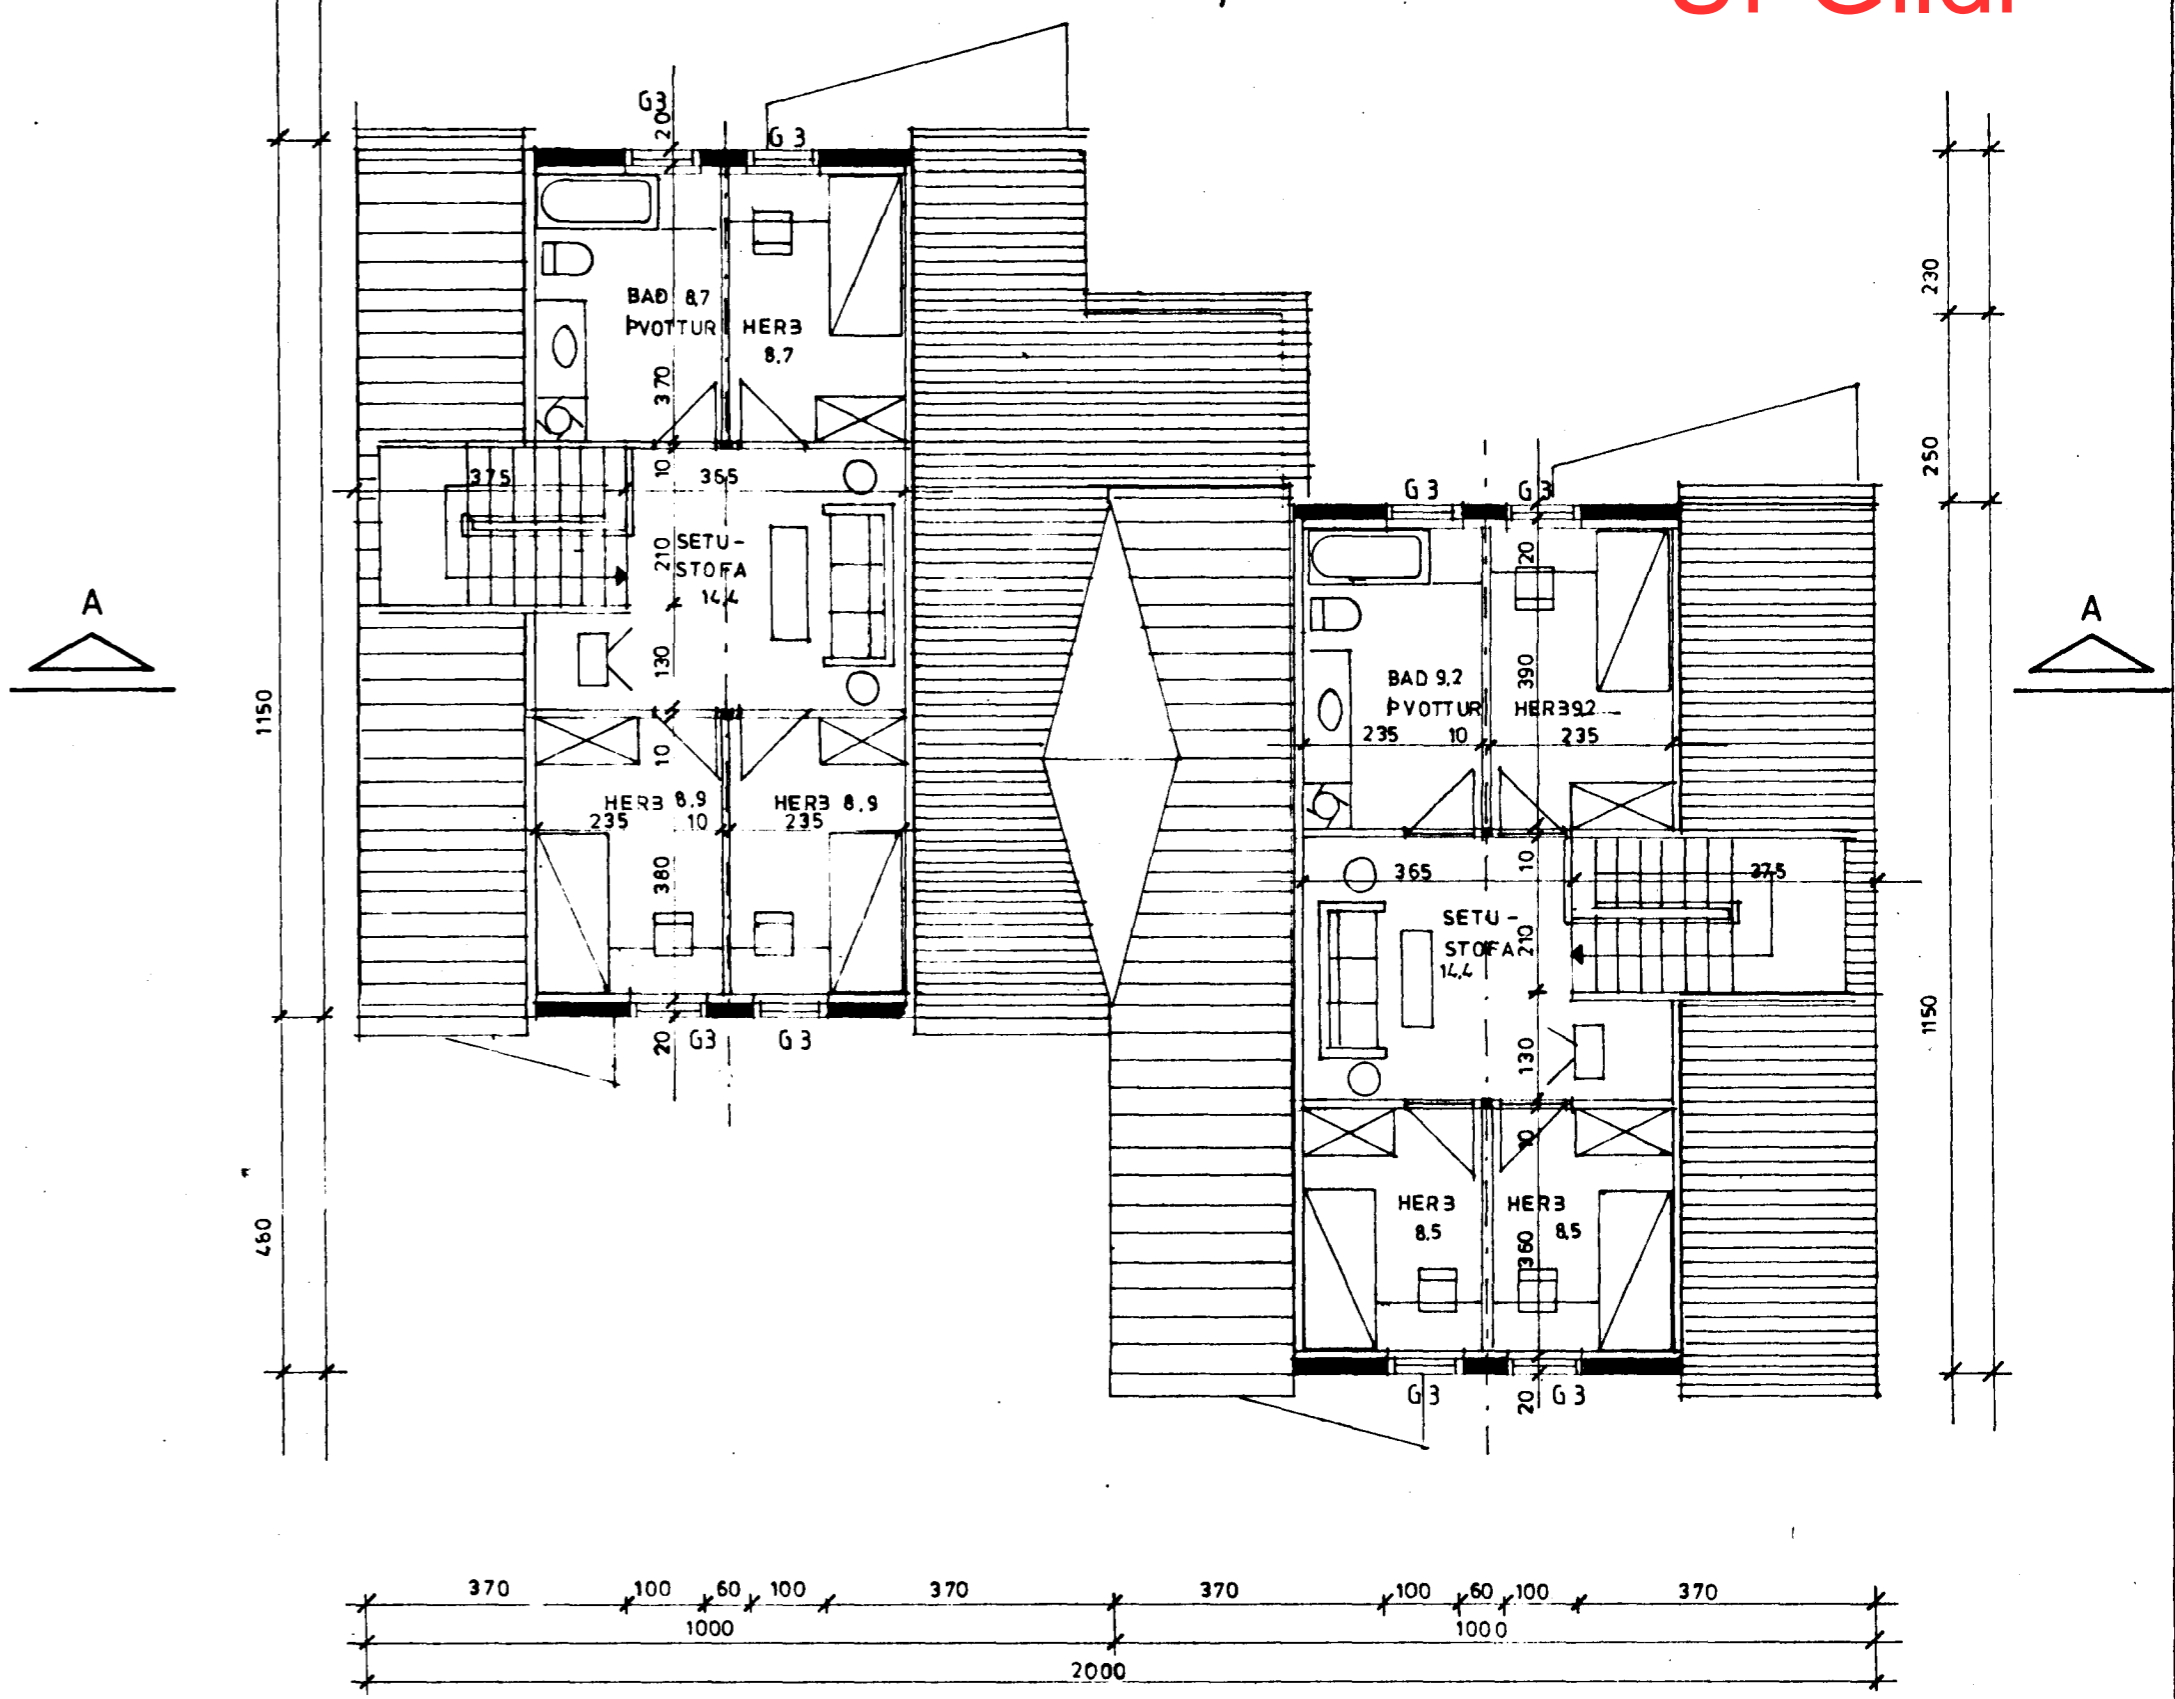 G3
20
G 3
BAÐ 8,7
ÞVOTTUR
HERB
8,7
370
10
375
365
SETU-
STOFA
14,4
210
130
10
HERB 8,9
HERB 8,9
235
10
235
380
20
G3
G 3
A
1150
460
G 3
G 3
20
BAÐ 9,2
ÞVOTTUR
HERB 9,2
390
235
10
235
10
365
375
SETU-
STOFA
14,4
210
130
10
HERB
8,5
HERB
8,5
360
G 3
20
G 3
A
230
250
1150
370 100 60 100 370 370 100 60 100 370
1000 1000
2000